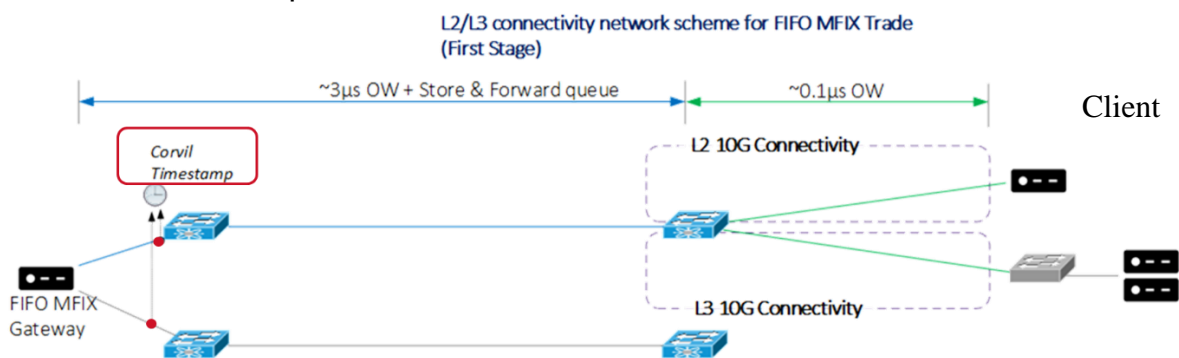 L2/L3 connectivity network scheme for FIFO MFIX Trade
(First Stage)
~3μs OW + Store & Forward queue
~0.1μs OW
Client
Corvil
Timestamp
L2 10G Connectivity
FIFO MFIX
Gateway
L3 10G Connectivity